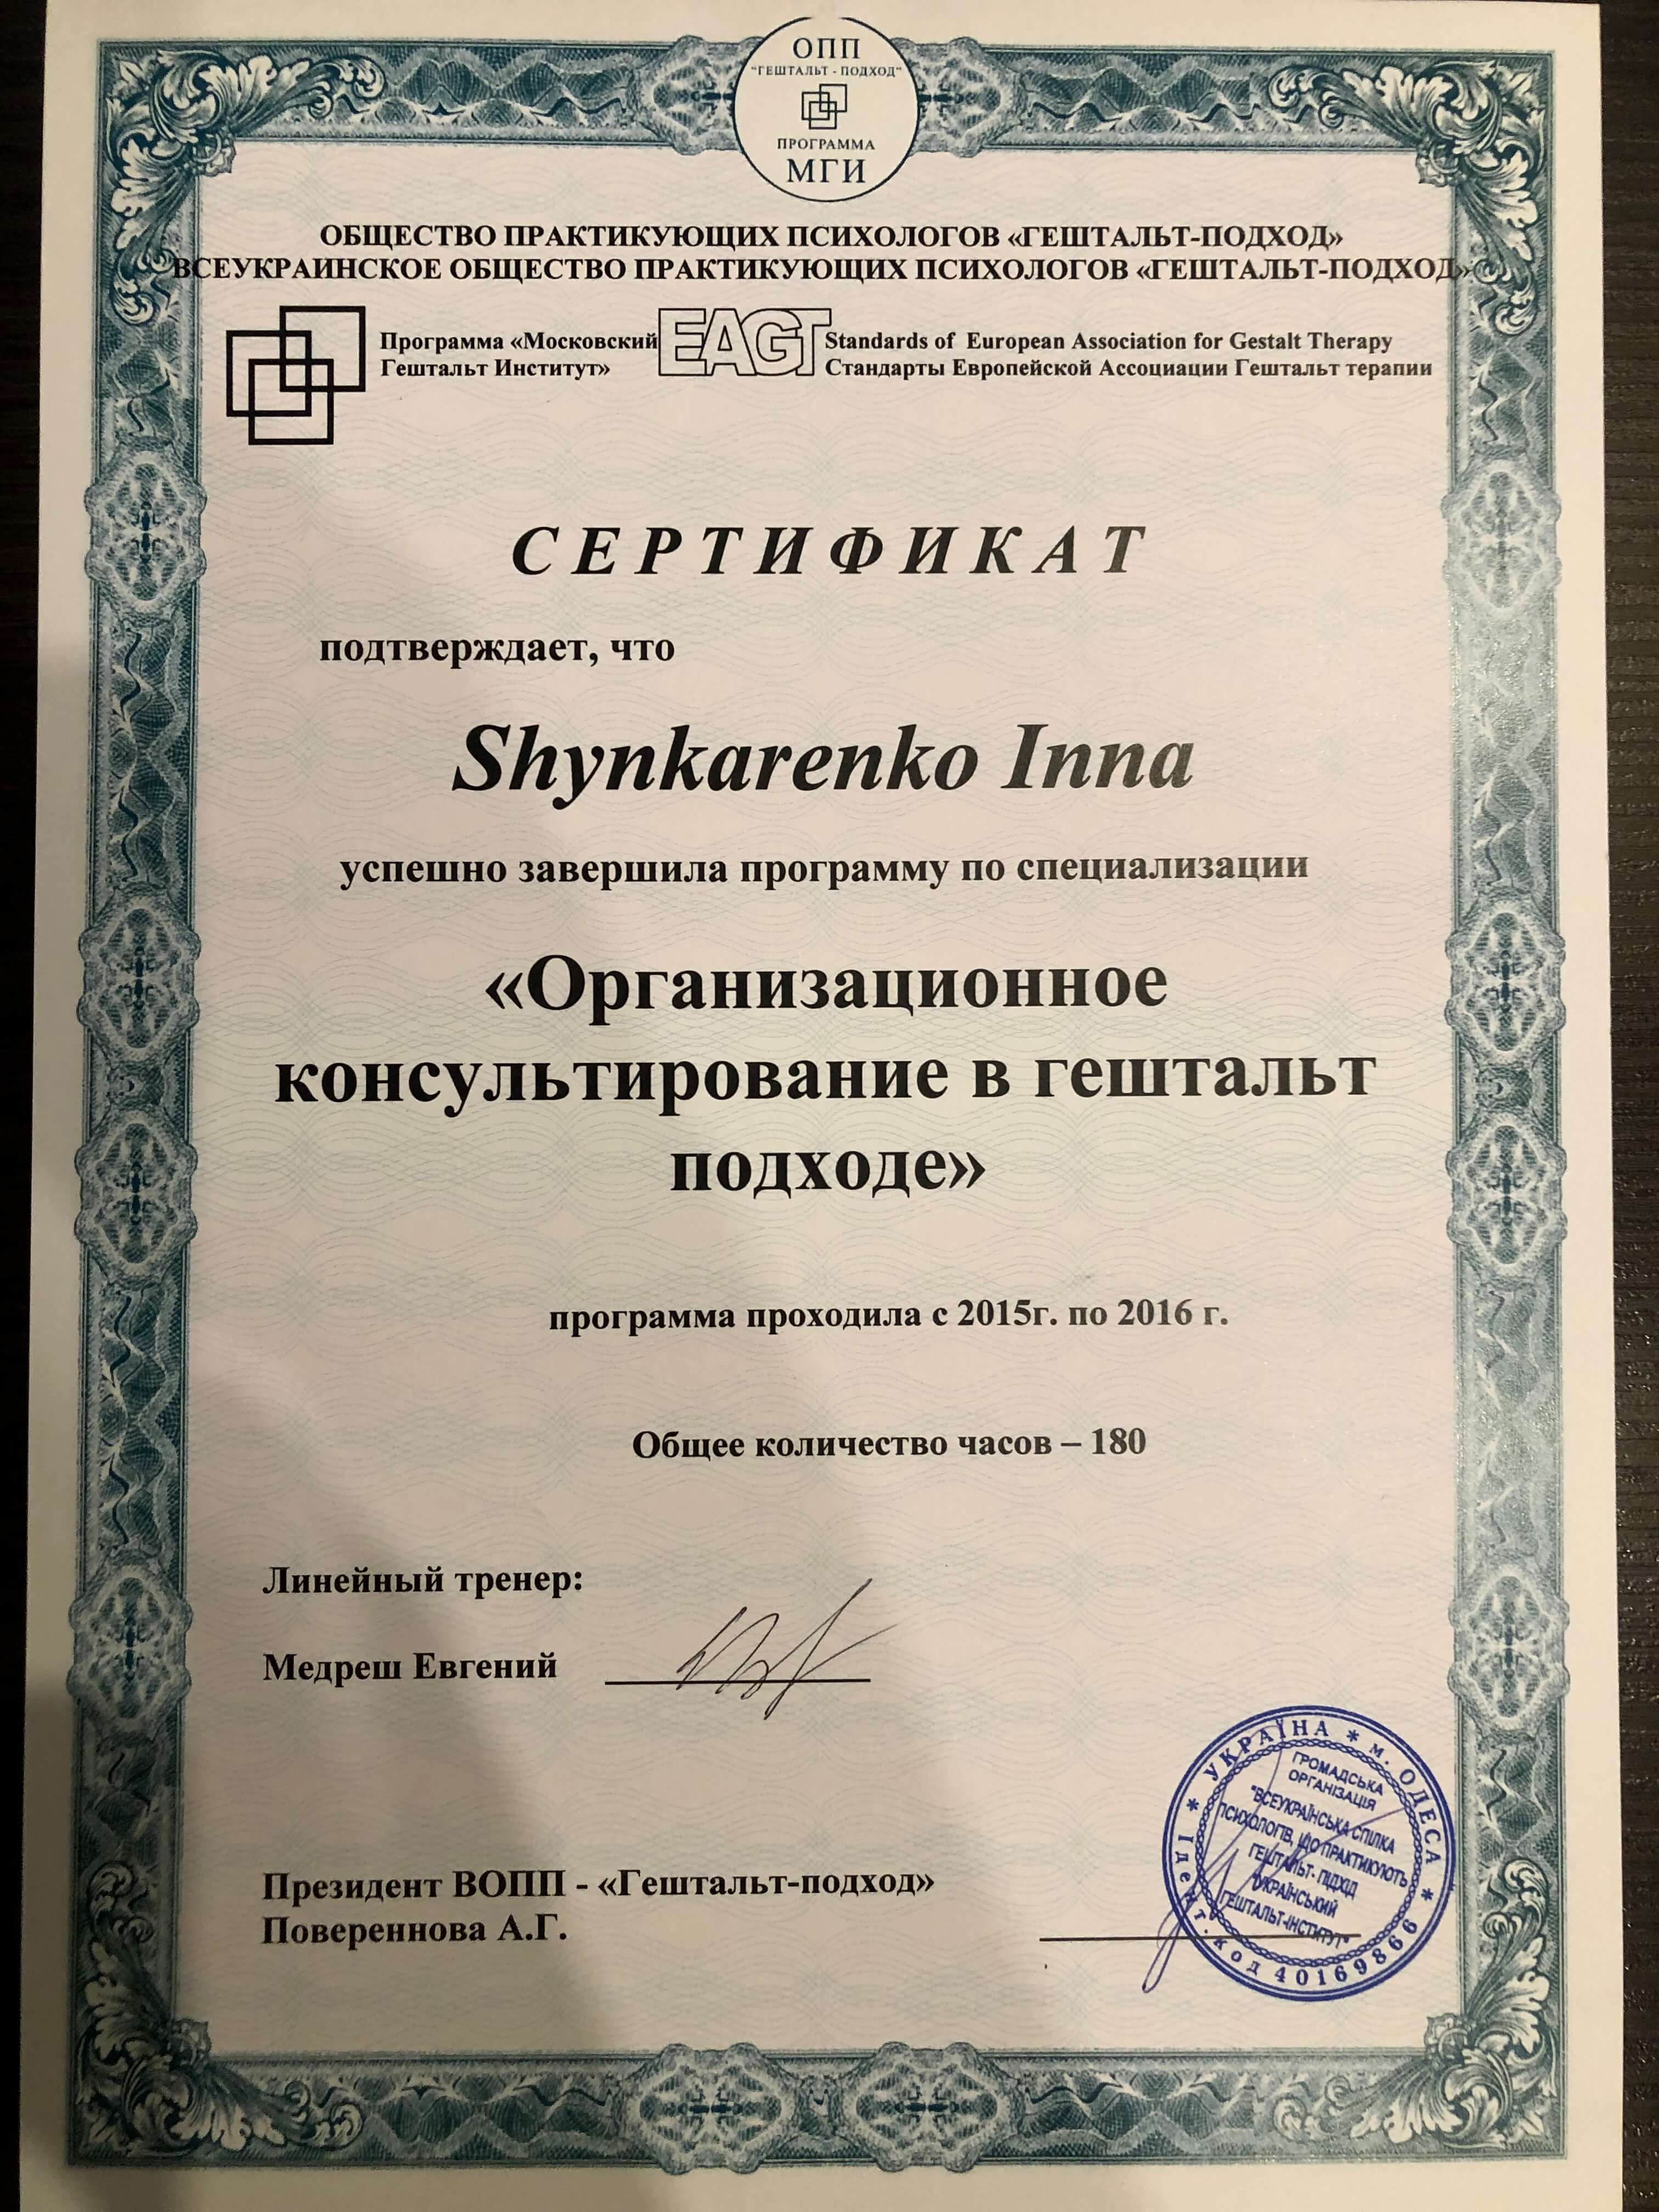 ОПП
"ГЕШТАЛЬТ - ПОДХОД"
ПРОГРАММА
МГИ
ОБЩЕСТВО ПРАКТИКУЮЩИХ ПСИХОЛОГОВ «ГЕШТАЛЬТ-ПОДХОД»
ВСЕУКРАИНСКОЕ ОБЩЕСТВО ПРАКТИКУЮЩИХ ПСИХОЛОГОВ «ГЕШТАЛЬТ-ПОДХОД»
Программа «Московский
Гештальт Институт»
EAGT
Standards of European Association for Gestalt Therapy
Стандарты Европейской Ассоциации Гештальт терапии
СЕРТИФИКАТ
подтверждает, что
Shynkarenko Inna
успешно завершила программу по специализации
«Организационное
консультирование в гештальт
подходе»
программа проходила с 2015г. по 2016 г.
Общее количество часов – 180
Линейный тренер:
Медреш Евгений
Президент ВОПП - «Гештальт-подход»
Повереннова А.Г.
* УКРАЇНА * м. ОДЕСА *
Ідент. код 40169866
ГРОМАДСЬКА
ОРГАНІЗАЦІЯ
"ВСЕУКРАЇНСЬКА СПІЛКА
ПСИХОЛОГІВ, ЩО ПРАКТИКУЮТЬ
ГЕШТАЛЬТ- ПІДХІД
УКРАЇНСЬКИЙ
ГЕШТАЛЬТ-ІНСТИТУТ"